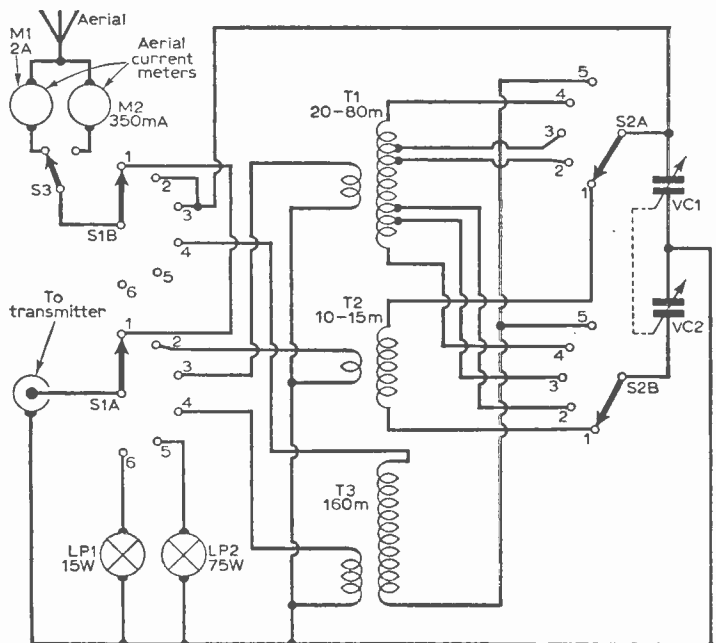 Aerial
M1
2A
Aerial
current
meters
M2
350mA
S3
S1B
1
2
3
4
5
6
To
transmitter
S1A
1
2
3
4
5
6
LP1
15W
LP2
75W
T1
20-80m
T2
10-15m
T3
160m
5
4
3
2
1
S2A
VC1
5
4
3
2
1
S2B
VC2